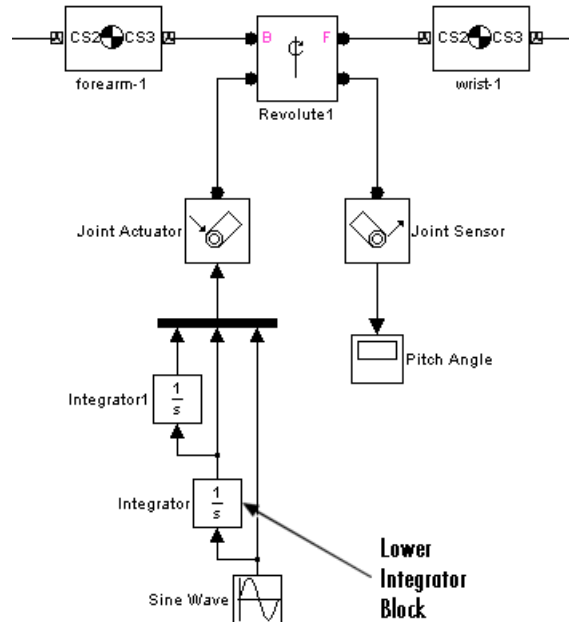 CS2 CS3
forearm-1
B F
Revolute1
CS2 CS3
wrist-1
Joint Actuator
Joint Sensor
Pitch Angle
Integrator1
1
s
Integrator
1
s
Sine Wave
Lower
Integrator
Block